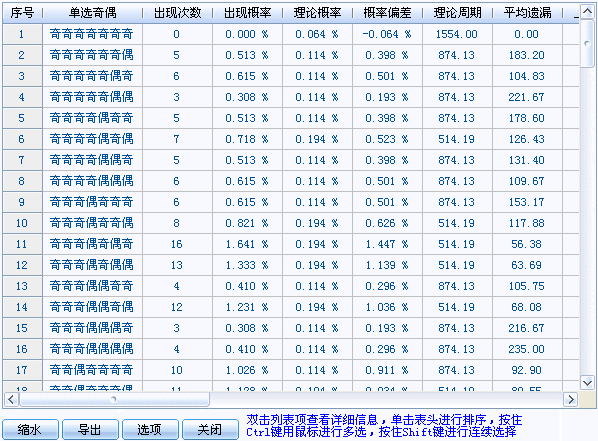 序号 单选奇偶 出现次数 出现概率 理论概率 概率偏差 理论周期 平均遗漏
1 奇奇奇奇奇奇奇 0 0.000 % 0.064 % -0.064 % 1554.00 0.00
2 奇奇奇奇奇奇偶 5 0.513 % 0.114 % 0.398 % 874.13 183.20
3 奇奇奇奇奇偶奇 6 0.615 % 0.114 % 0.501 % 874.13 104.83
4 奇奇奇奇奇偶偶 3 0.308 % 0.114 % 0.193 % 874.13 221.67
5 奇奇奇奇偶奇奇 5 0.513 % 0.114 % 0.398 % 874.13 178.60
6 奇奇奇奇偶奇偶 7 0.718 % 0.194 % 0.523 % 514.19 126.43
7 奇奇奇奇偶偶奇 5 0.513 % 0.114 % 0.398 % 874.13 131.40
8 奇奇奇奇偶偶偶 6 0.615 % 0.114 % 0.501 % 874.13 109.67
9 奇奇奇偶奇奇奇 6 0.615 % 0.114 % 0.501 % 874.13 153.17
10 奇奇奇偶奇奇偶 8 0.821 % 0.194 % 0.626 % 514.19 117.88
11 奇奇奇偶奇偶奇 16 1.641 % 0.194 % 1.447 % 514.19 56.38
12 奇奇奇偶奇偶偶 13 1.333 % 0.194 % 1.139 % 514.19 63.69
13 奇奇奇偶偶奇奇 4 0.410 % 0.114 % 0.296 % 874.13 105.75
14 奇奇奇偶偶奇偶 12 1.231 % 0.194 % 1.036 % 514.19 68.08
15 奇奇奇偶偶偶奇 3 0.308 % 0.114 % 0.193 % 874.13 216.67
16 奇奇奇偶偶偶偶 4 0.410 % 0.114 % 0.296 % 874.13 235.00
17 奇奇偶奇奇奇奇 10 1.026 % 0.114 % 0.911 % 874.13 92.90
缩水 导出 选项 关闭
双击列表项查看详细信息，单击表头进行排序，按住
Ctrl键用鼠标进行多选，按住Shift键进行连续选择